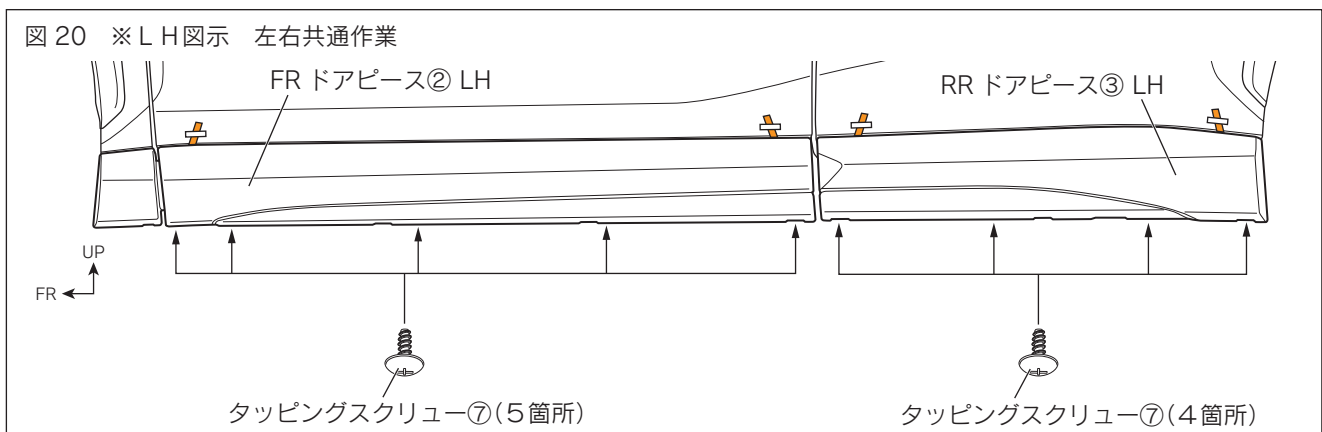 図 20　※ＬＨ図示　左右共通作業
FR ドアピース② LH
RR ドアピース③ LH
UP
FR
タッピングスクリュー⑦(５箇所)
タッピングスクリュー⑦(４箇所)